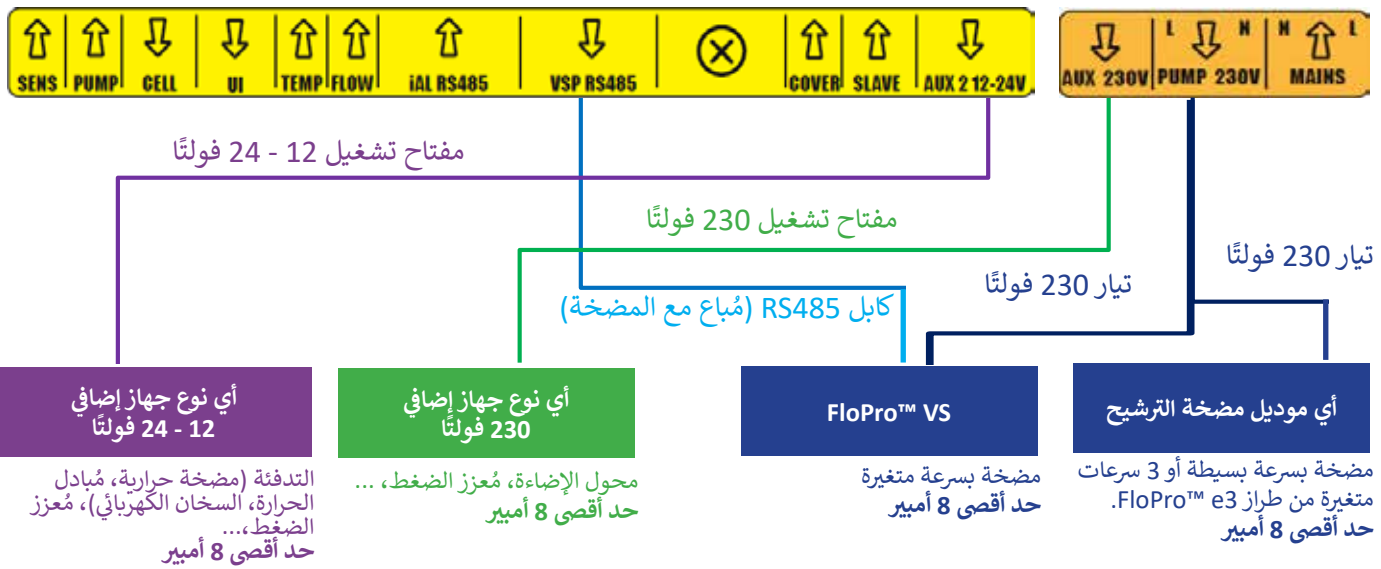 SENS PUMP CELL UI TEMP FLOW iAL RS485 VSP RS485 COVER SLAVE AUX 2 12-24V
L N N L
AUX 230V PUMP 230V MAINS
مفتاح تشغيل 12 - 24 فولتًا
مفتاح تشغيل 230 فولتًا
تيار 230 فولتًا
تيار 230 فولتًا
كابل RS485 (مُباع مع المضخة)
أي موديل مضخة الترشيح
مضخة بسرعة بسيطة أو 3 سرعات
متغيرة من طراز FloPro™ e3.
حد أقصى 8 أمبير
FloPro™ VS
مضخة بسرعة متغيرة
حد أقصى 8 أمبير
أي نوع جهاز إضافي
230 فولتًا
محول الإضاءة، مُعزز الضغط، ...
حد أقصى 8 أمبير
أي نوع جهاز إضافي
12 - 24 فولتًا
التدفئة (مضخة حرارية، مُبادل
الحرارة، السخان الكهربائي)، مُعزز
الضغط،...
حد أقصى 8 أمبير